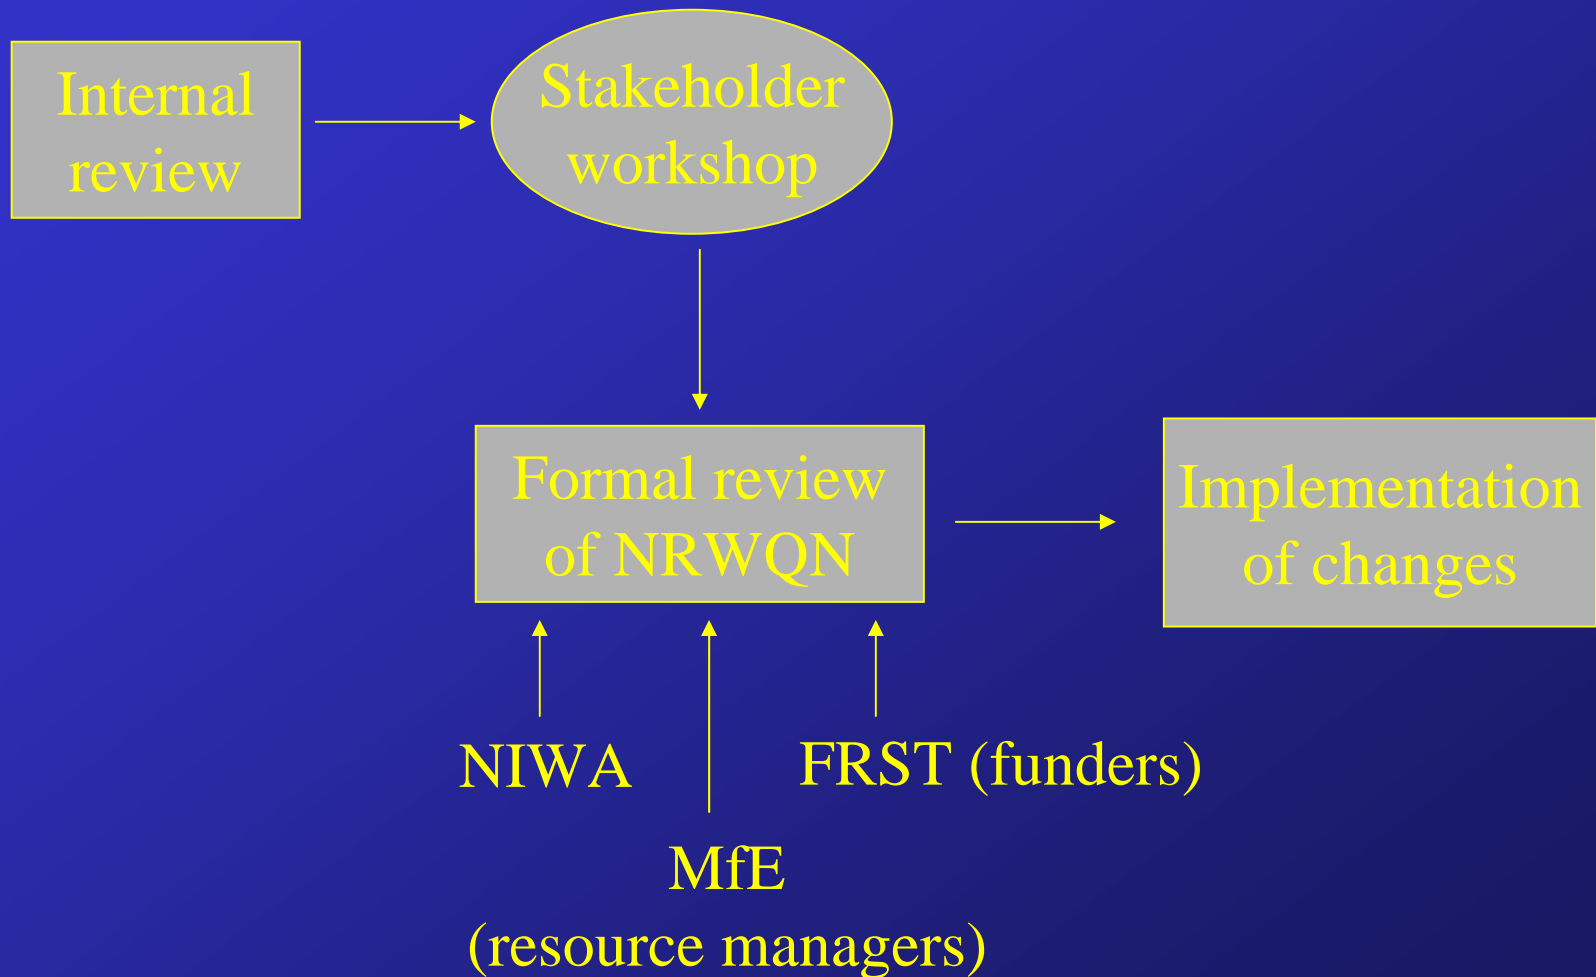 Internal
review
Stakeholder
workshop
Formal review
of NRWQN
Implementation
of changes
NIWA
FRST (funders)
MfE
(resource managers)